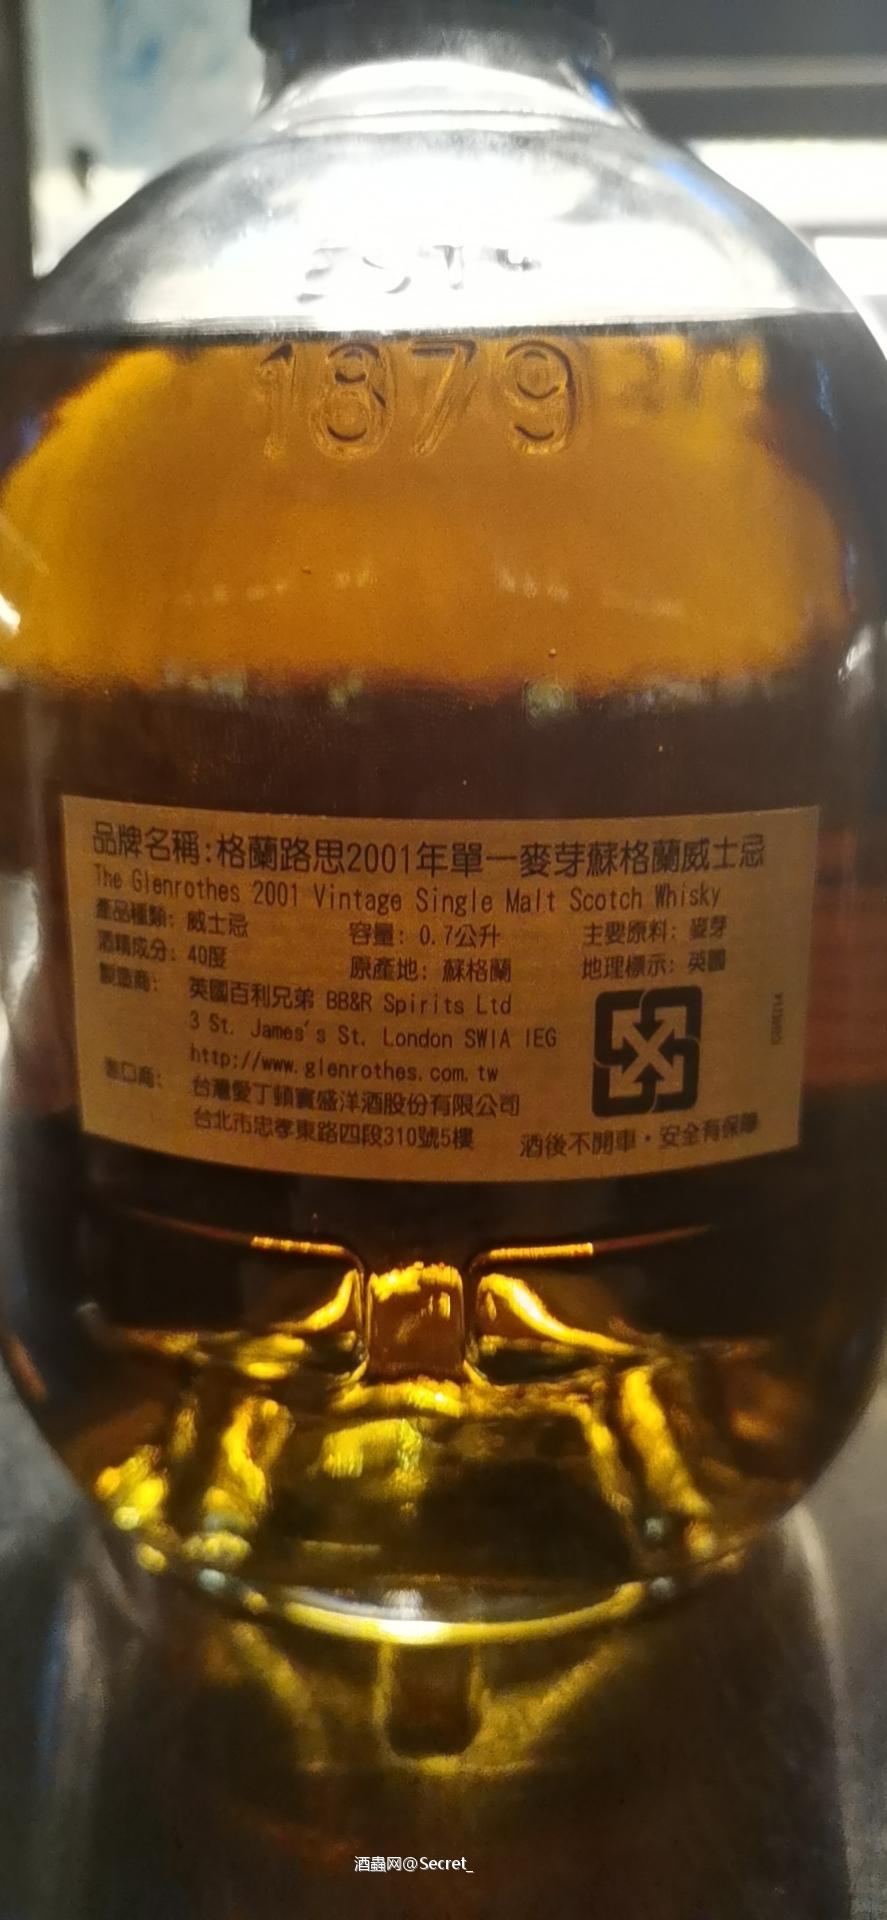 1879
品牌名稱:格蘭路思2001年單一麥芽蘇格蘭威士忌
The Glenrothes 2001 Vintage Single Malt Scotch Whisky
產品種類: 威士忌 容量: 0.7公升 主要原料: 麥芽
酒精成分: 40度 原產地: 蘇格蘭 地理標示: 英國
製造商: 英國百利兄弟 BB&R Spirits Ltd
3 St. James's St. London SW1A 1EG
http://www.glenrothes.com.tw
進口商: 台灣愛丁頓寰盛洋酒股份有限公司
台北市忠孝東路四段310號5樓 酒後不開車·安全有保障
酒蟲网@Secret_